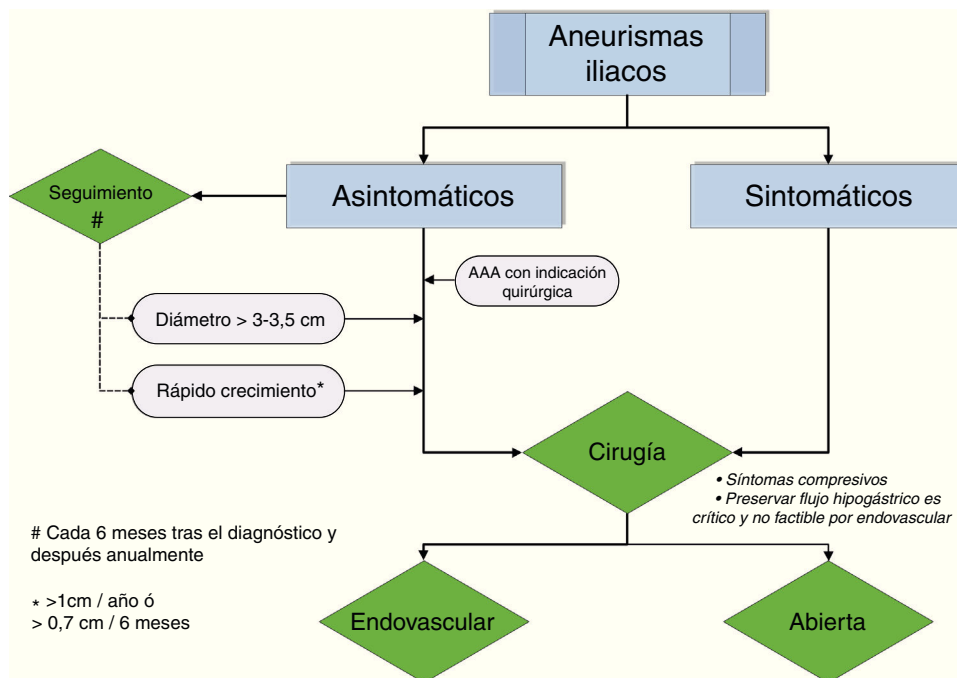 Aneurismas
iliacos
Seguimiento
#
Asintomáticos
Sintomáticos
AAA con indicación
quirúrgica
Diámetro > 3-3,5 cm
Rápido crecimiento*
Cirugía
• Síntomas compresivos
• Preservar flujo hipogástrico es
crítico y no factible por endovascular
# Cada 6 meses tras el diagnóstico y
después anualmente
* >1cm / año ó
> 0,7 cm / 6 meses
Endovascular
Abierta